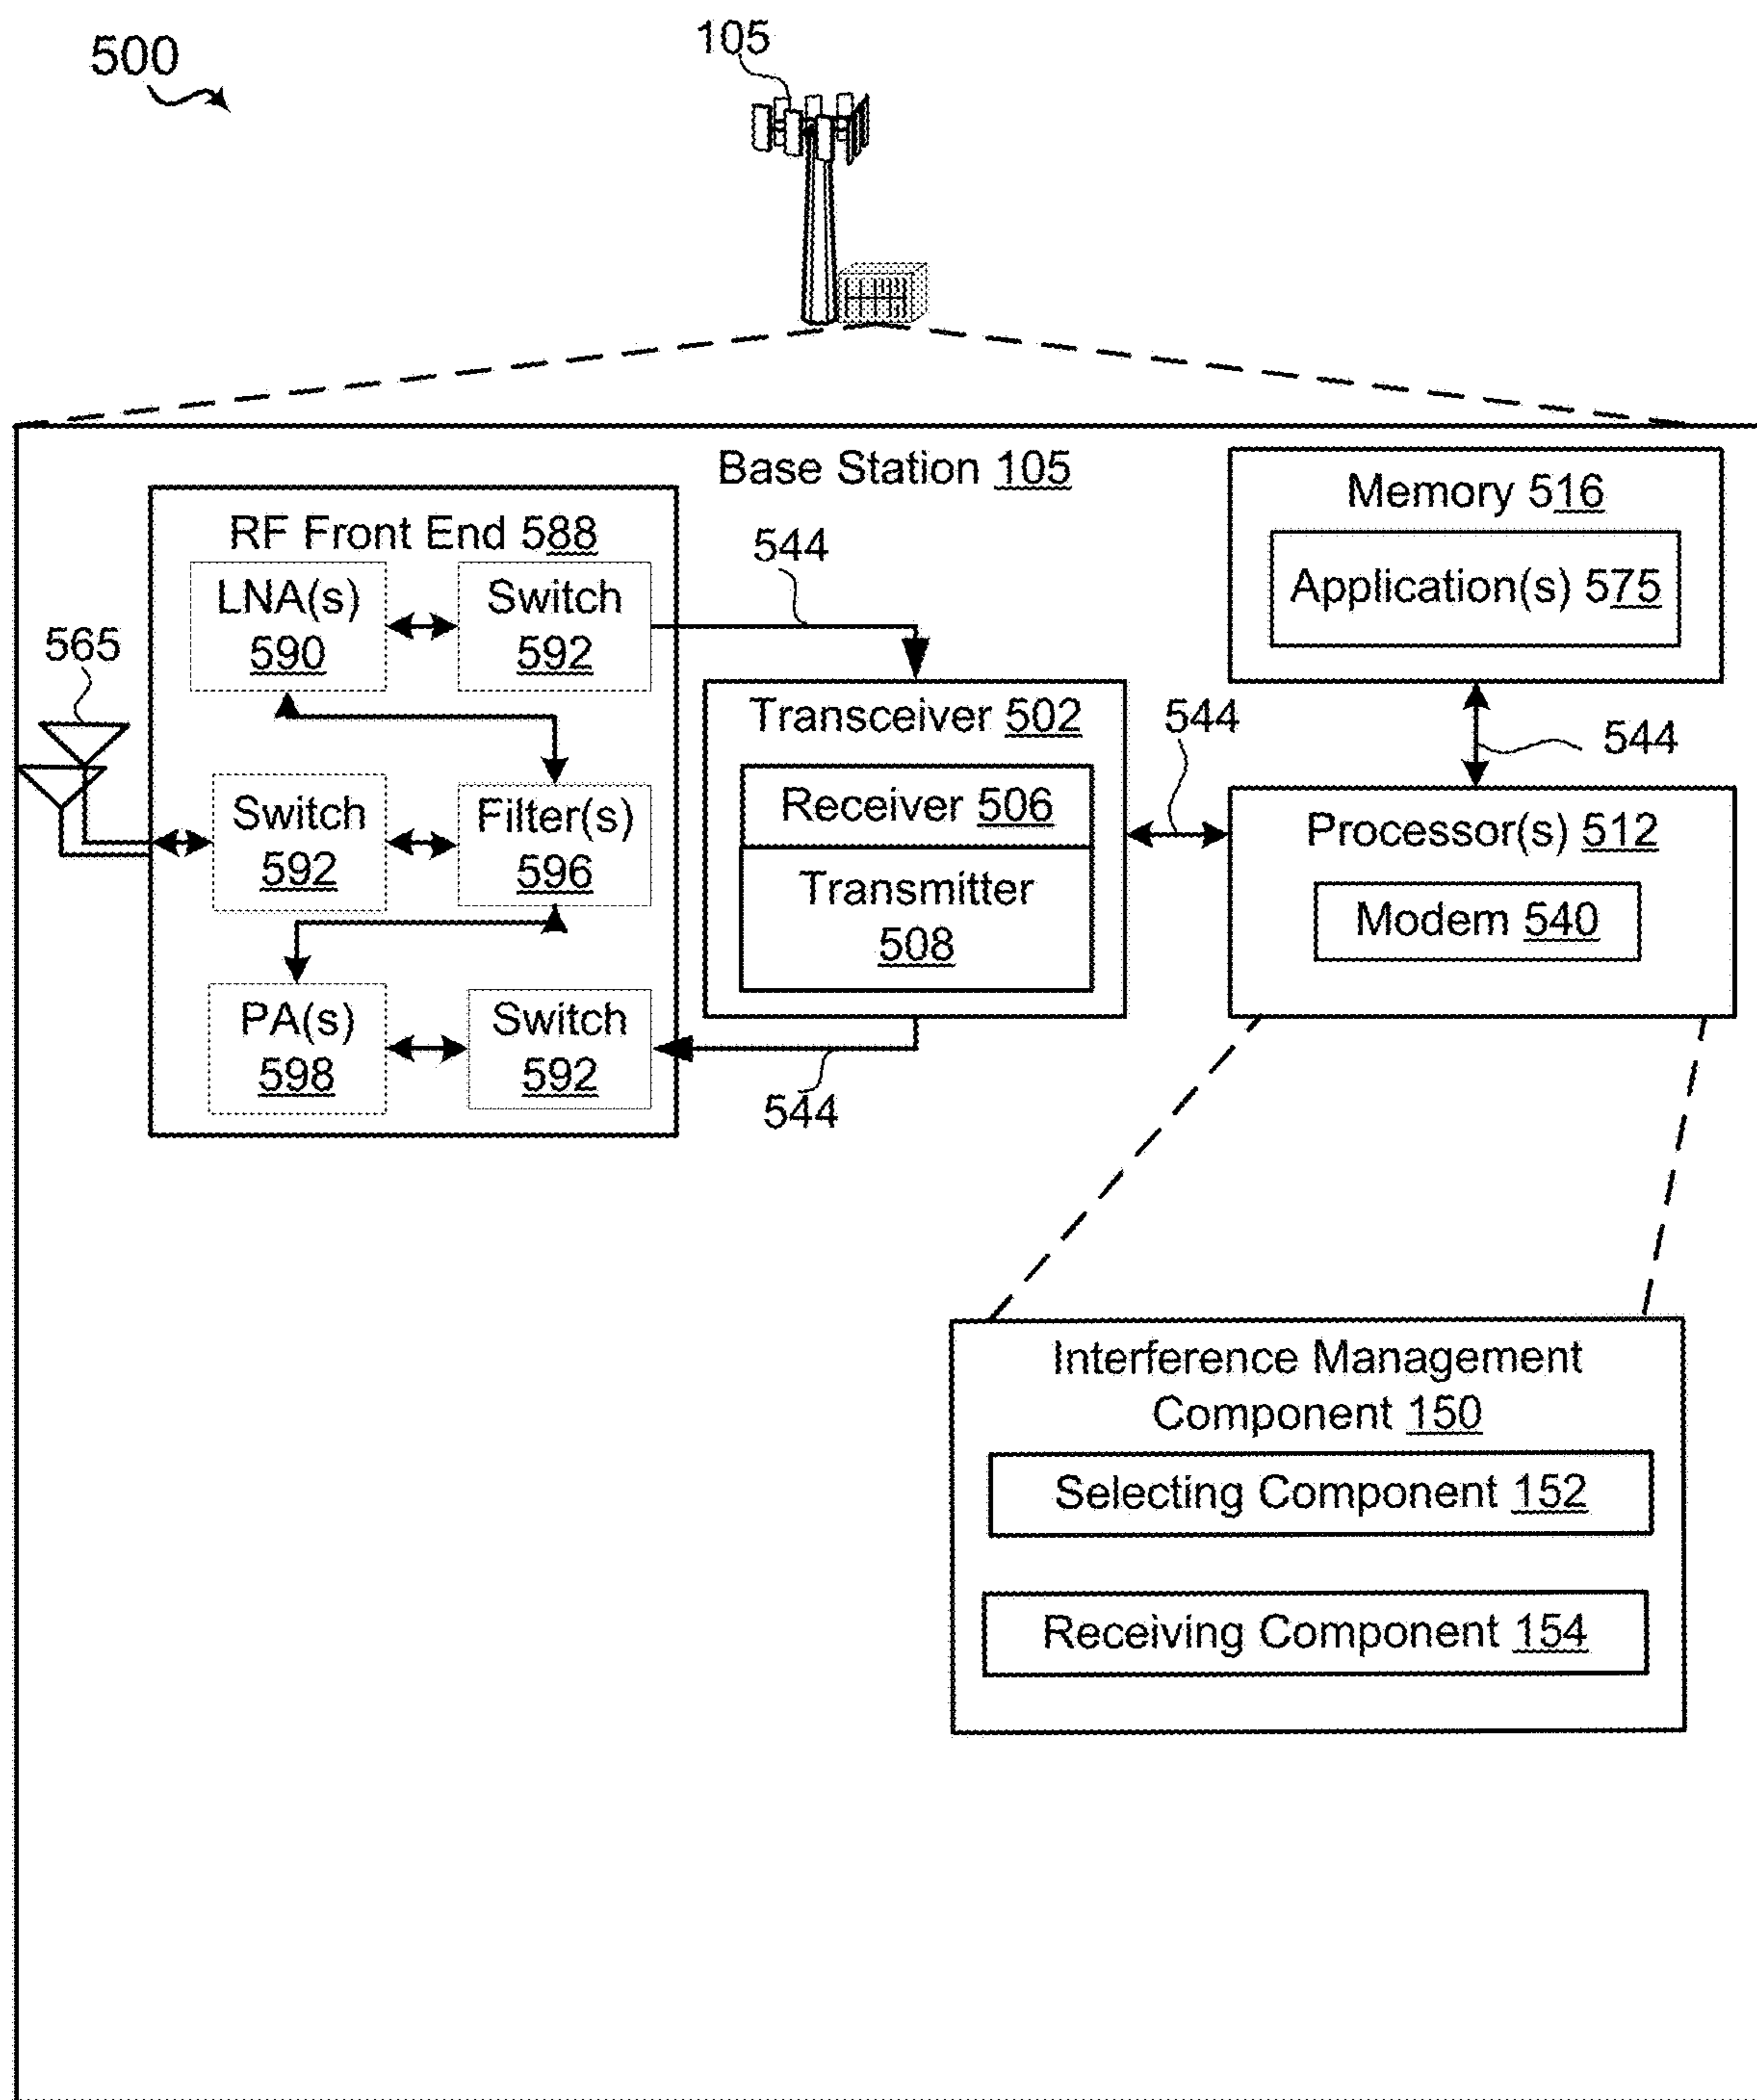 500
105
Base Station 105
RF Front End 588
LNA(s)
590
Switch
592
565
Switch
592
Filter(s)
596
PA(s)
598
Switch
592
544
Transceiver 502
Receiver 506
Transmitter
508
544
544
Memory 516
Application(s) 575
544
Processor(s) 512
Modem 540
Interference Management
Component 150
Selecting Component 152
Receiving Component 154